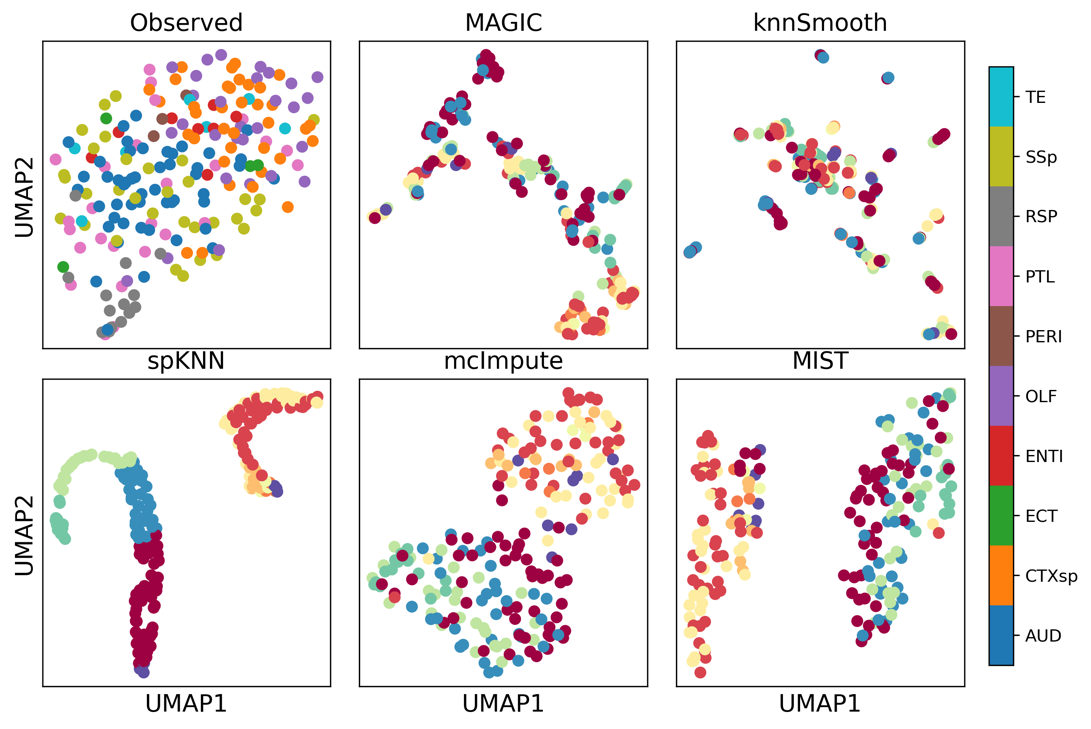 Observed
MAGIC
knnSmooth
UMAP2
TE
SSp
RSP
PTL
PERI
OLF
ENTI
ECT
CTXsp
AUD
spKNN
mcImpute
MIST
UMAP2
UMAP1
UMAP1
UMAP1